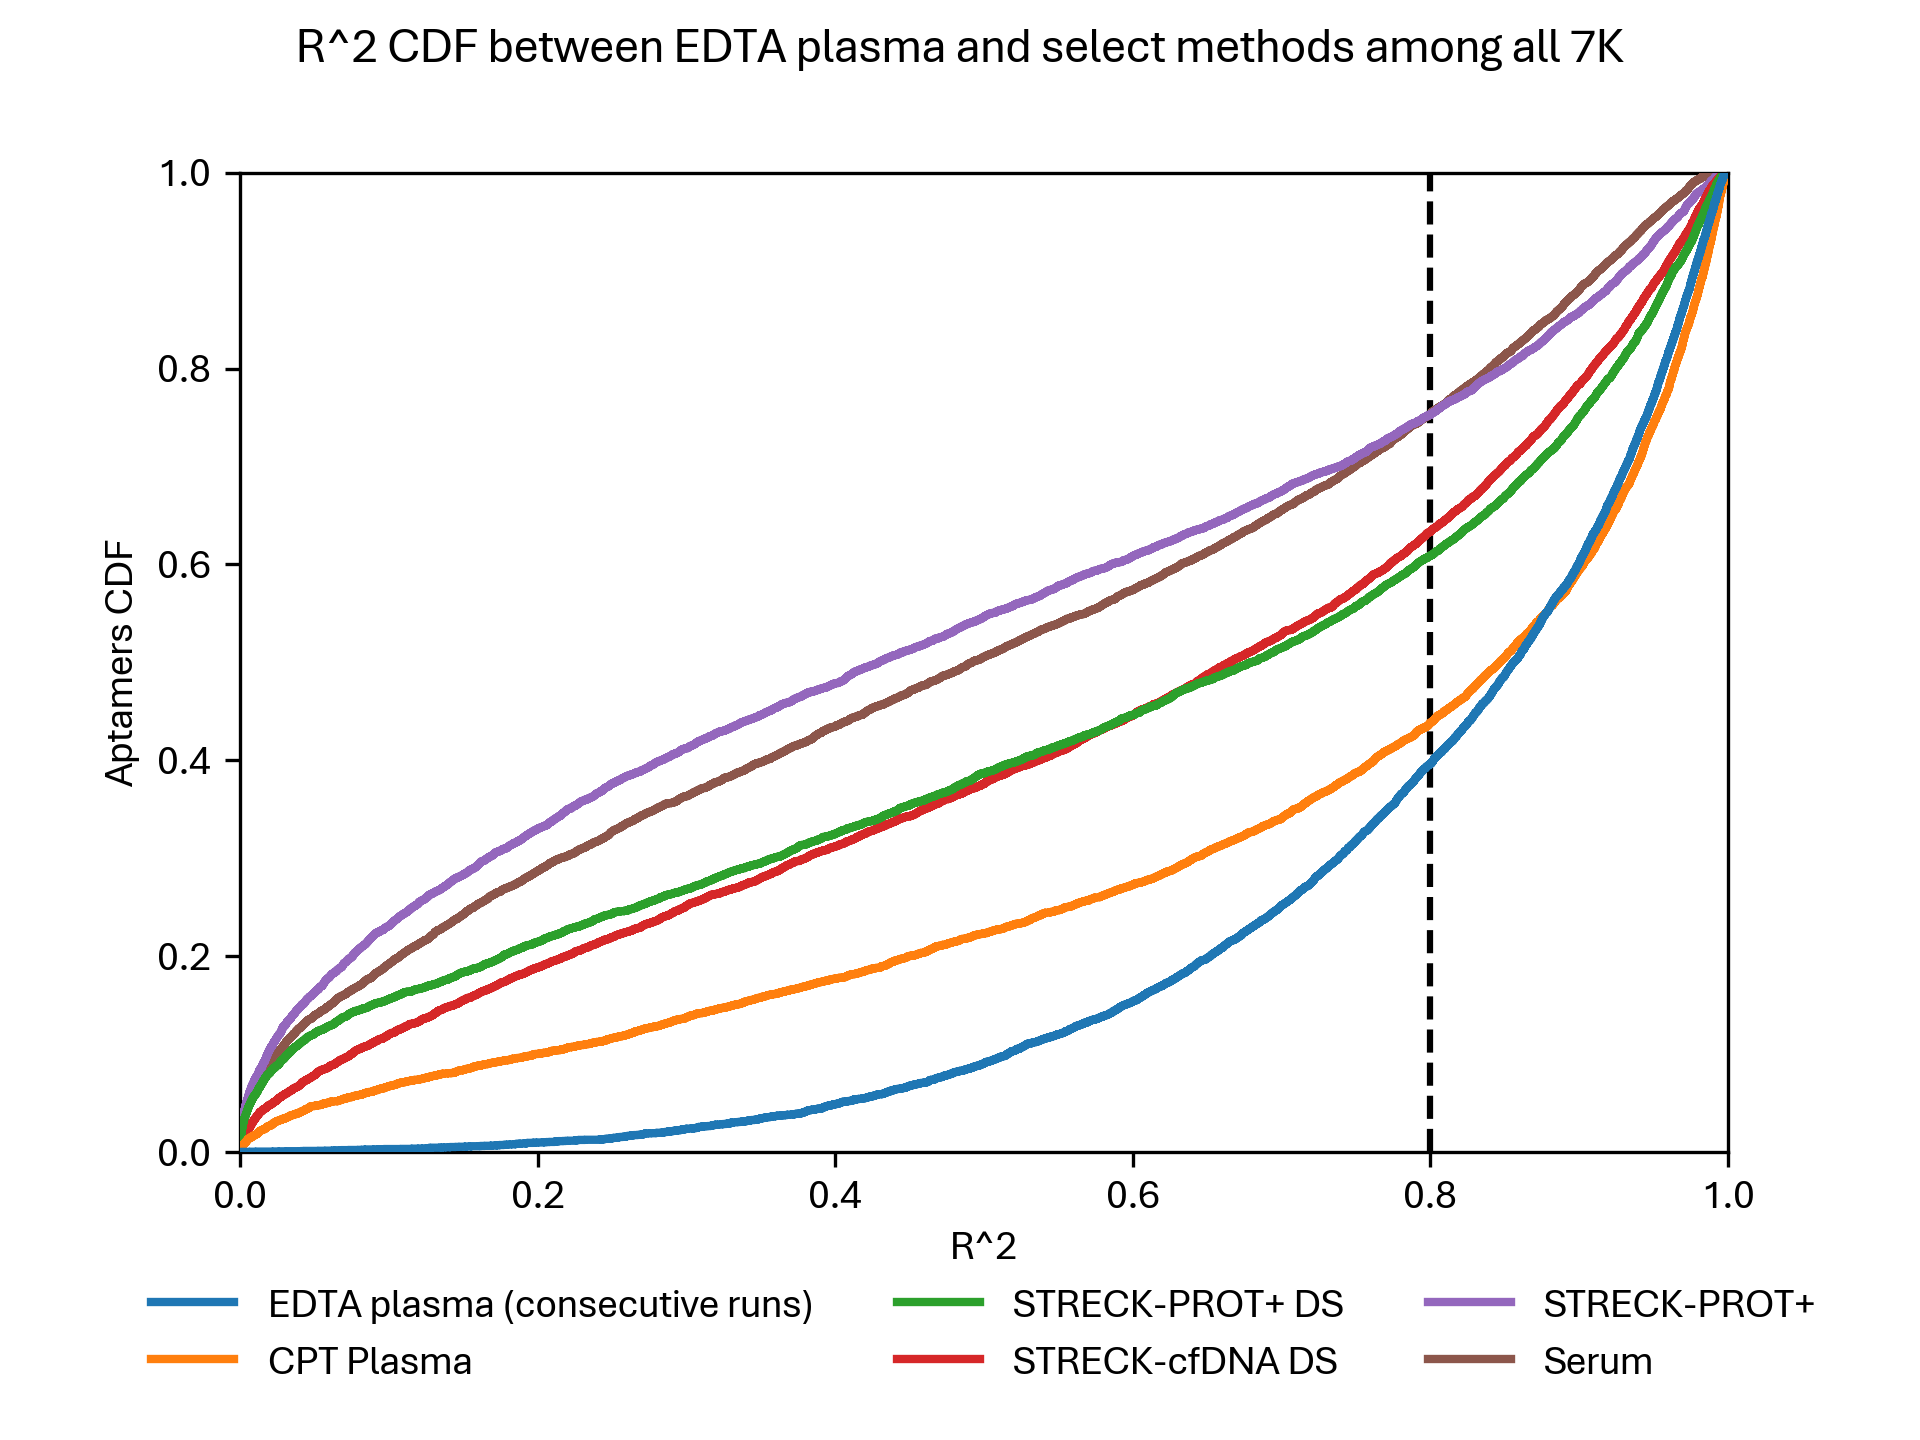 R^2 CDF between EDTA plasma and select methods among all 7K
1.0
0.8
0.6
0.4
0.2
0.0
Aptamers CDF
0.0 0.2 0.4 0.6 0.8 1.0
R^2
EDTA plasma (consecutive runs) STRECK-PROT+ DS STRECK-PROT+
CPT Plasma STRECK-cfDNA DS Serum